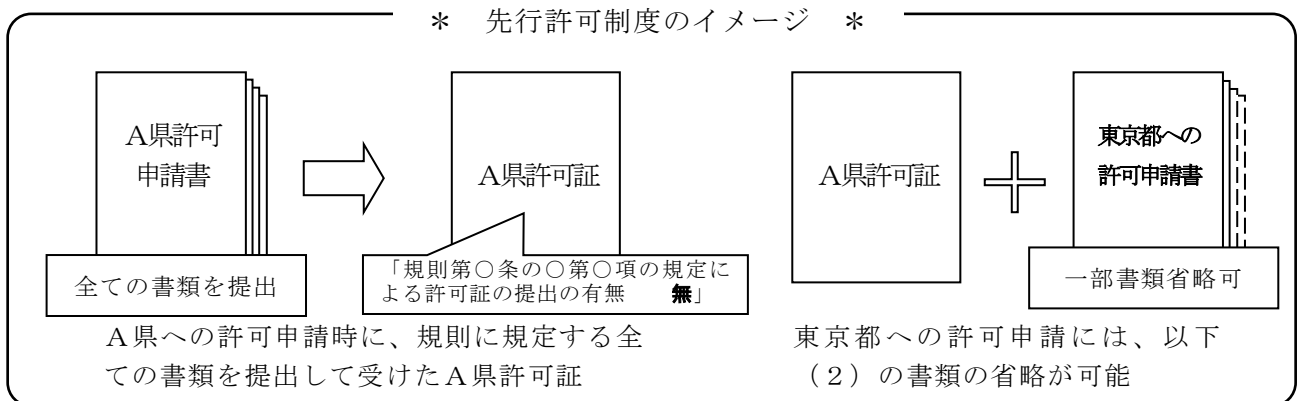 ＊　先行許可制度のイメージ　＊
Ａ県許可
申請書
全ての書類を提出
Ａ県許可証
「規則第〇条の〇第〇項の規定に
よる許可証の提出の有無　　無」
Ａ県への許可申請時に、規則に規定する全
ての書類を提出して受けたＡ県許可証
Ａ県許可証
東京都への
許可申請書
一部書類省略可
東京都への許可申請には、以下
（２）の書類の省略が可能